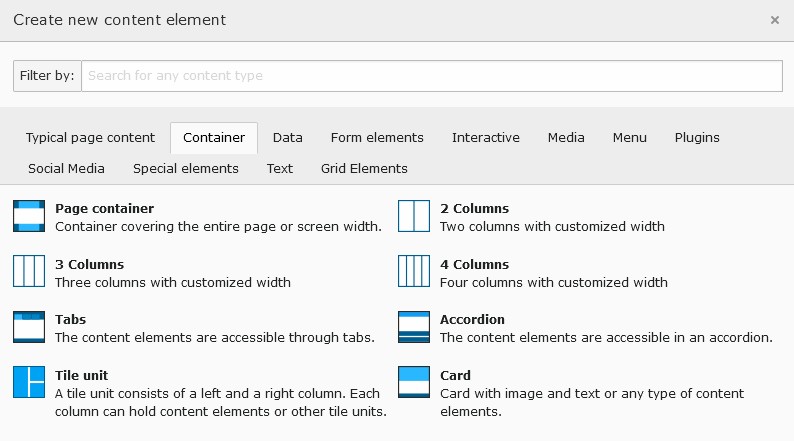 Create new content element ×
Filter by: Search for any content type
Typical page content Container Data Form elements Interactive Media Menu Plugins
Social Media Special elements Text Grid Elements
Page container
Container covering the entire page or screen width.
2 Columns
Two columns with customized width
3 Columns
Three columns with customized width
4 Columns
Four columns with customized width
Tabs
The content elements are accessible through tabs.
Accordion
The content elements are accessible in an accordion.
Tile unit
A tile unit consists of a left and a right column. Each
column can hold content elements or other tile units.
Card
Card with image and text or any type of content
elements.